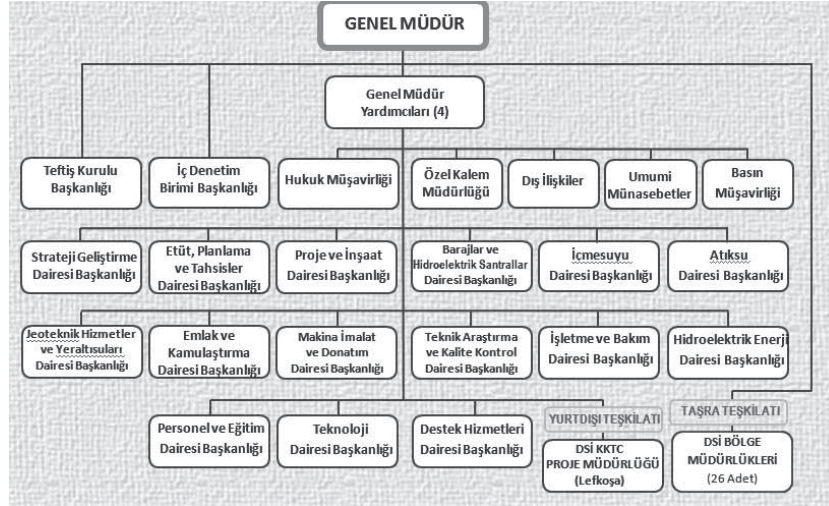 GENEL MÜDÜR
Genel Müdür
Yardımcıları (4)
Teftiş Kurulu
Başkanlığı
İç Denetim
Birimi Başkanlığı
Hukuk Müşavirliği
Özel Kalem
Müdürlüğü
Dış İlişkiler
Umumi
Münasebetler
Basın
Müşavirliği
Strateji Geliştirme
Dairesi Başkanlığı
Etüt, Planlama
ve Tahsisler
Dairesi Başkanlığı
Proje ve İnşaat
Dairesi Başkanlığı
Barajlar ve
Hidroelektrik Santrallar
Dairesi Başkanlığı
İçmesuyu
Dairesi Başkanlığı
Atıksu
Dairesi Başkanlığı
Jeoteknik Hizmetler
ve Yeraltısuları
Dairesi Başkanlığı
Emlak ve
Kamulaştırma
Dairesi Başkanlığı
Makina İmalat
ve Donatım
Dairesi Başkanlığı
Teknik Araştırma
ve Kalite Kontrol
Dairesi Başkanlığı
İşletme ve Bakım
Dairesi Başkanlığı
Hidroelektrik Enerji
Dairesi Başkanlığı
Personel ve Eğitim
Dairesi Başkanlığı
Teknoloji
Dairesi Başkanlığı
Destek Hizmetleri
Dairesi Başkanlığı
YURTDIŞI TEŞKİLATI
DSİ KKTC
PROJE MÜDÜRLÜĞÜ
(Lefkoşa)
TAŞRA TEŞKİLATI
DSİ BÖLGE
MÜDÜRLÜKLERİ
(26 Adet)